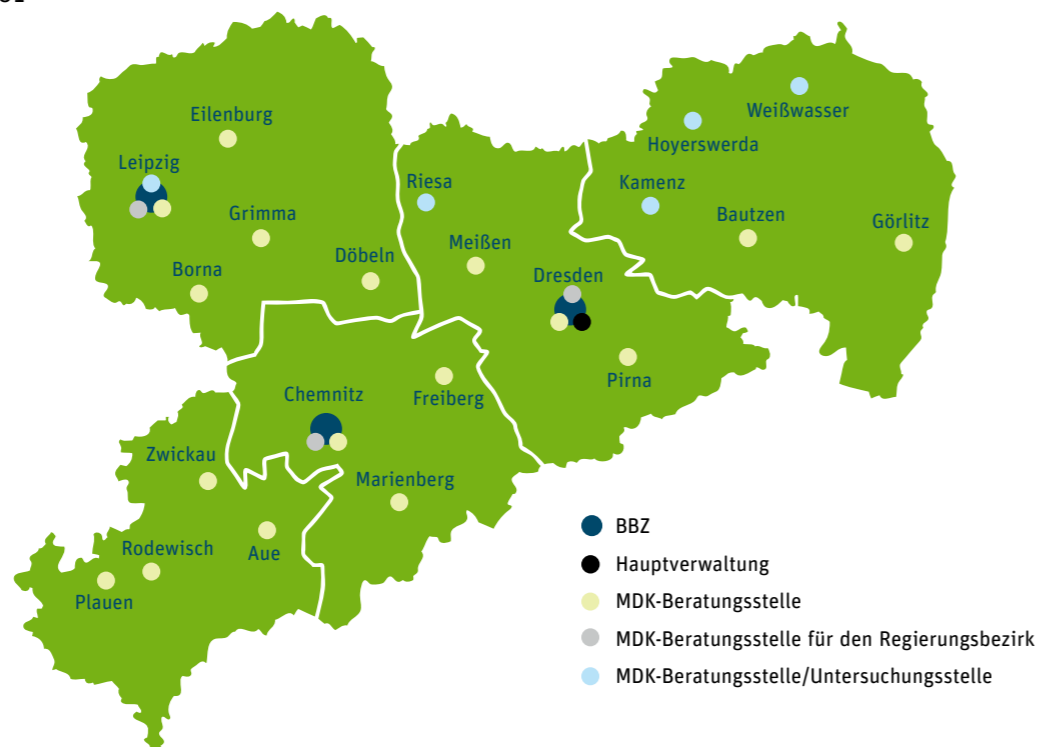 Eilenburg
Weißwasser
Hoyerswerda
Leipzig
Riesa
Kamenz
Grimma
Bautzen
Görlitz
Meißen
Döbeln
Borna
Dresden
Pirna
Chemnitz
Freiberg
Zwickau
Marienberg
Rodewisch
Aue
Plauen
BBZ
Hauptverwaltung
MDK-Beratungsstelle
MDK-Beratungsstelle für den Regierungsbezirk
MDK-Beratungsstelle/Untersuchungsstelle